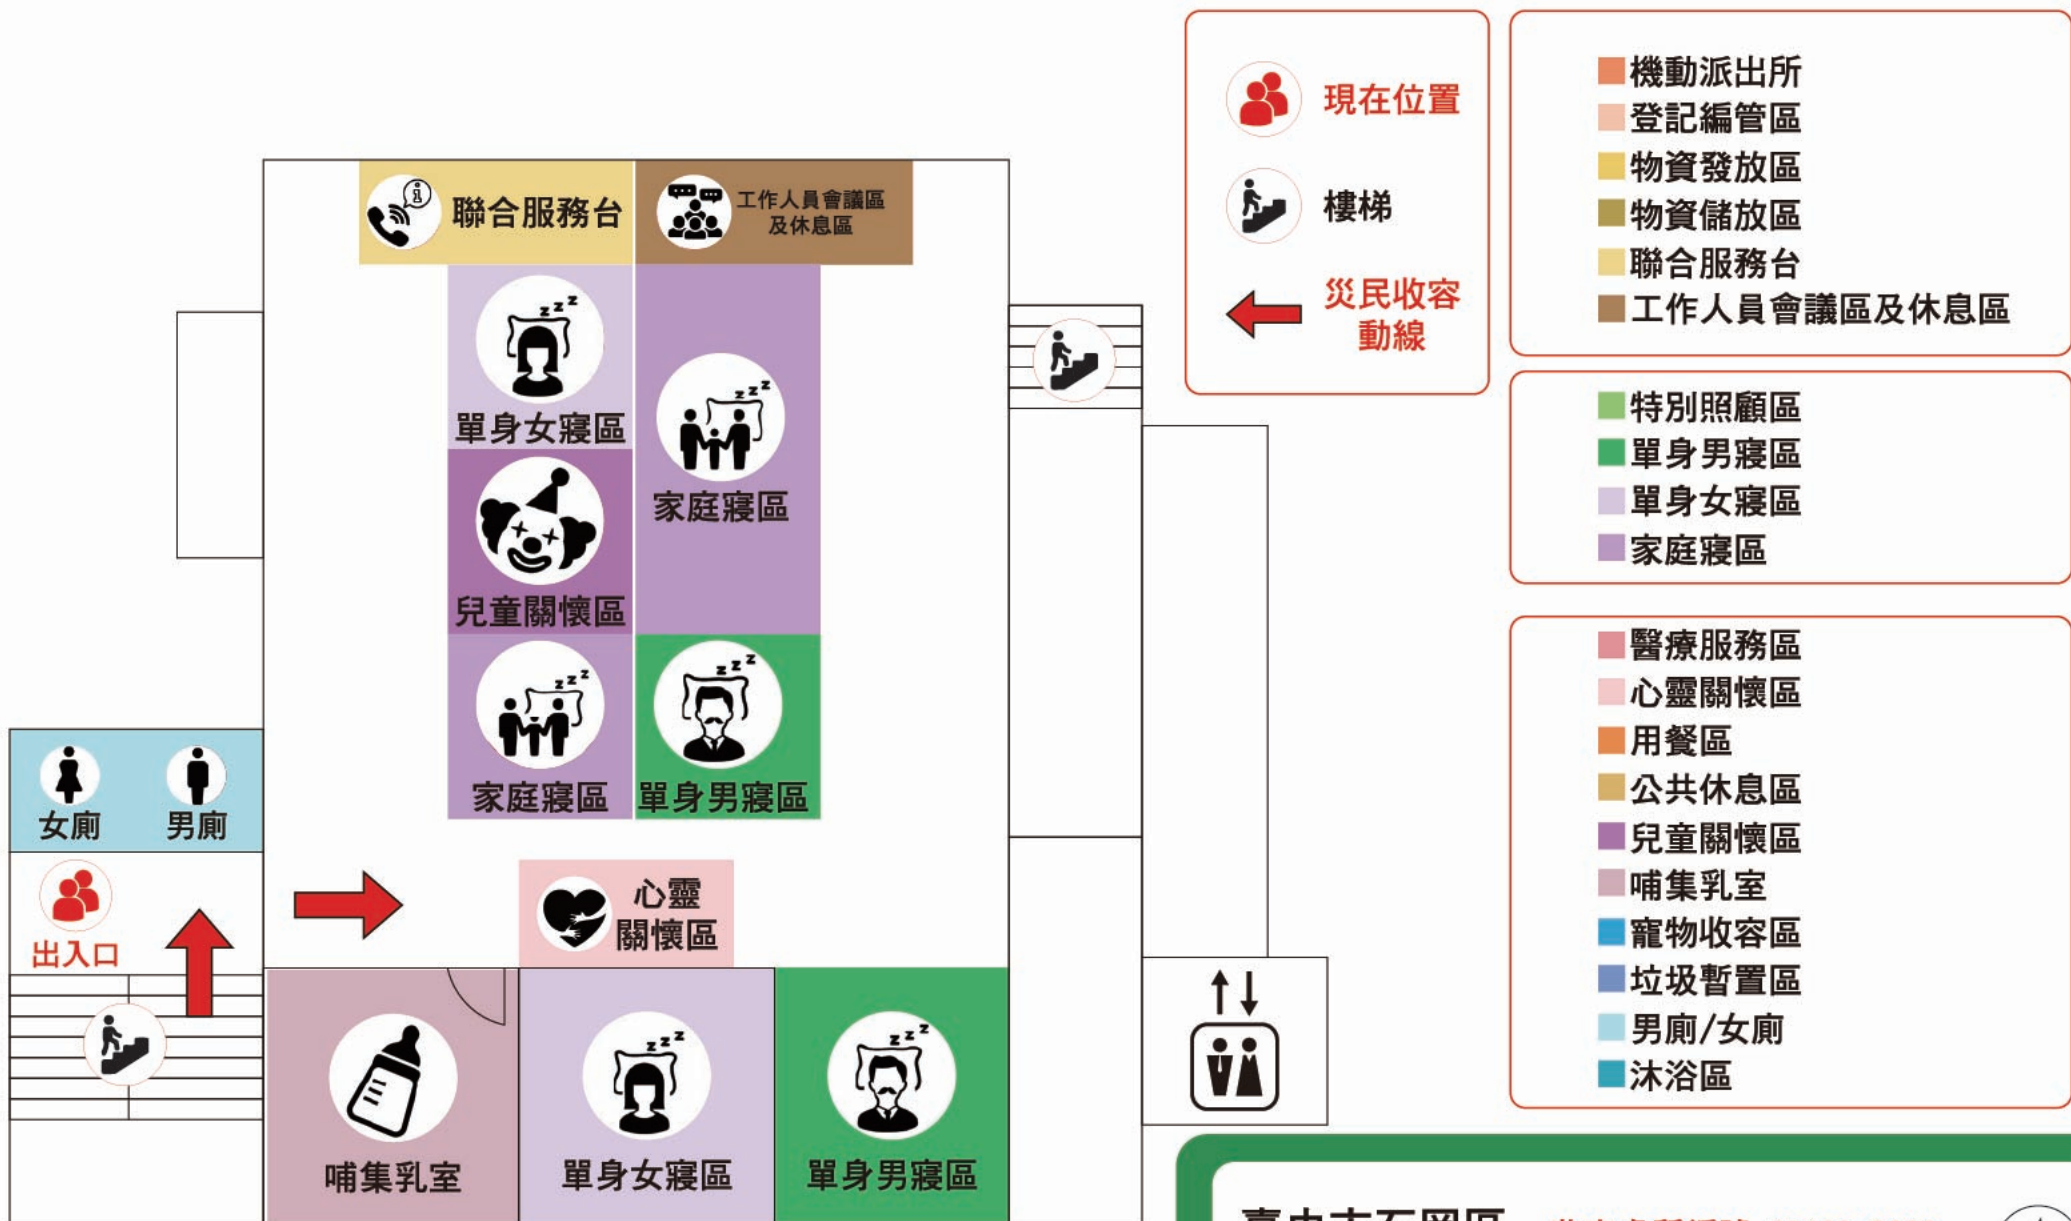 現在位置
樓梯
災民收容
動線
機動派出所
登記編管區
物資發放區
物資儲放區
聯合服務台
工作人員會議區及休息區
特別照顧區
單身男寢區
單身女寢區
家庭寢區
醫療服務區
心靈關懷區
用餐區
公共休息區
兒童關懷區
哺集乳室
寵物收容區
垃圾暫置區
男廁/女廁
沐浴區
聯合服務台
工作人員會議區
及休息區
單身女寢區
家庭寢區
兒童關懷區
家庭寢區
單身男寢區
女廁
男廁
出入口
心靈
關懷區
哺集乳室
單身女寢區
單身男寢區
臺中市石岡區